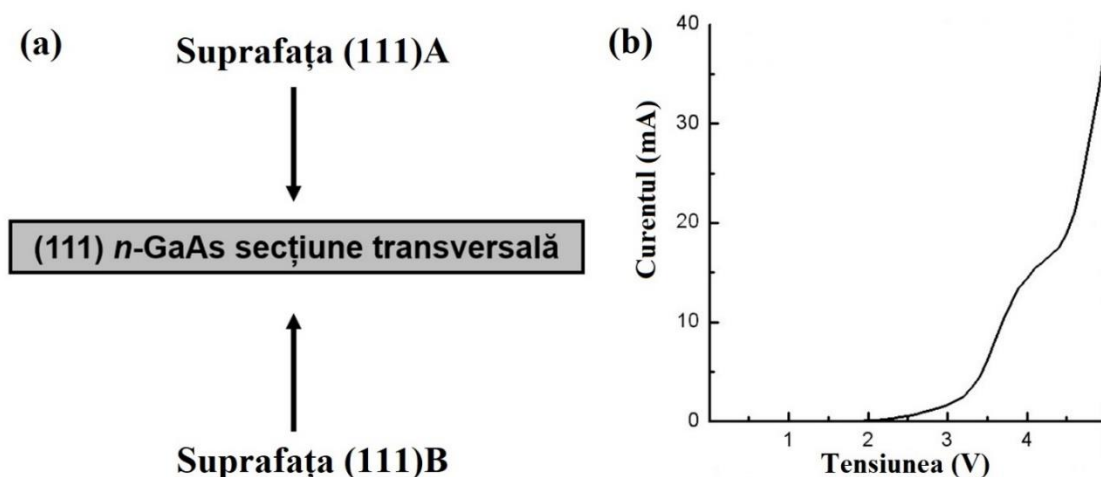 (a)
Suprafața (111)A
(111) n-GaAs secțiune transversală
Suprafața (111)B
(b)
Curentul (mA)
40
30
20
10
0
1
2
3
4
Tensiunea (V)